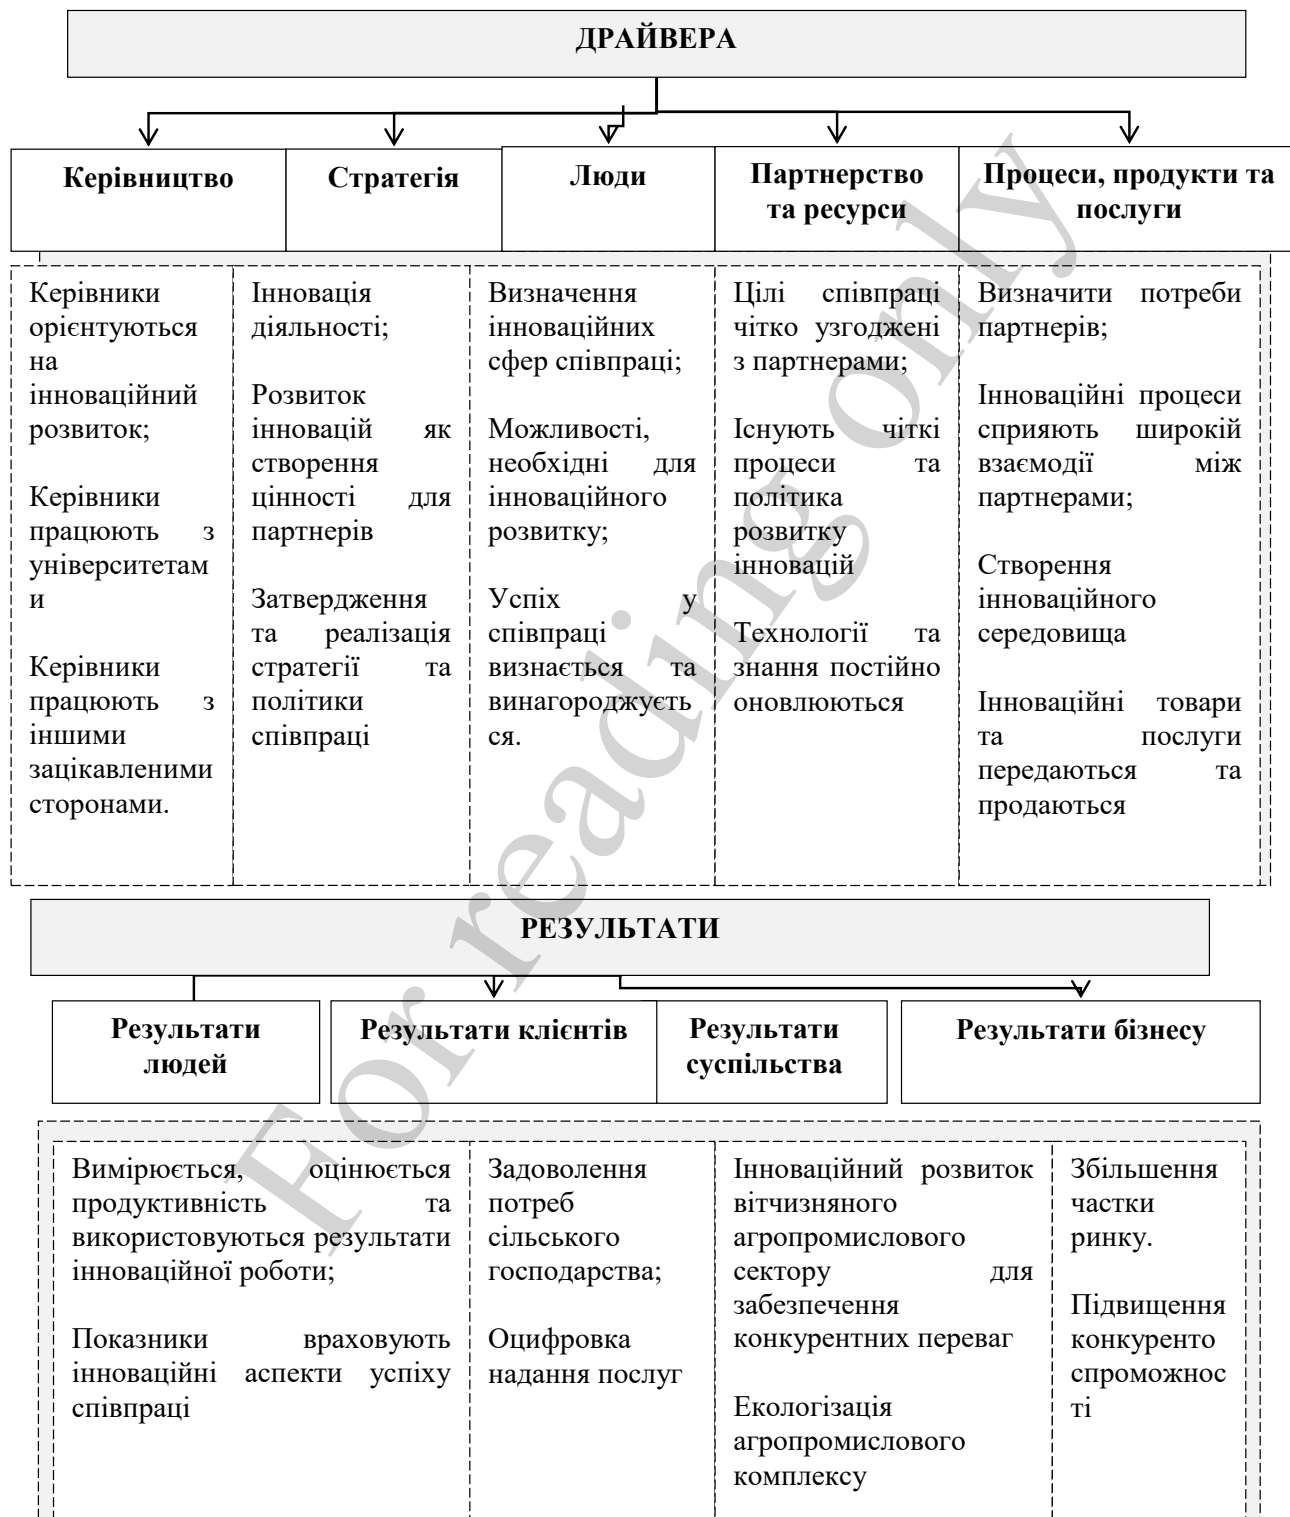 ДРАЙВЕРА
Керівництво
Стратегія
Люди
Партнерство
та ресурси
Процеси, продукти та
послуги
Керівники
орієнтуються
на
інноваційний
розвиток;
Керівники
працюють з
університетам
и
Керівники
працюють з
іншими
зацікавленими
сторонами.
Інновація
діяльності;
Розвиток
інновацій як
створення
цінності для
партнерів
Затвердження
та реалізація
стратегії та
політики
співпраці
Визначення
інноваційних
сфер співпраці;
Можливості,
необхідні для
інноваційного
розвитку;
Успіх у
співпраці
визнається та
винагороджуєть
ся.
Цілі співпраці
чітко узгоджені
з партнерами;
Існують чіткі
процеси та
політика
розвитку
інновацій
Технології та
знання постійно
оновлюються
Визначити потреби
партнерів;
Інноваційні процеси
сприяють широкій
взаємодії між
партнерами;
Створення
інноваційного
середовища
Інноваційні товари
та послуги
передаються та
продаються
РЕЗУЛЬТАТИ
Результати
людей
Результати клієнтів
Результати
суспільства
Результати бізнесу
Вимірюється, оцінюється
продуктивність та
використовуються результати
інноваційної роботи;
Показники враховують
інноваційні аспекти успіху
співпраці
Задоволення
потреб
сільського
господарства;
Оцифровка
надання послуг
Інноваційний розвиток
вітчизняного
агропромислового
сектору для
забезпечення
конкурентних переваг
Екологізація
агропромислового
комплексу
Збільшення
частки
ринку.
Підвищення
конкуренто
спроможнос
ті
For reading only